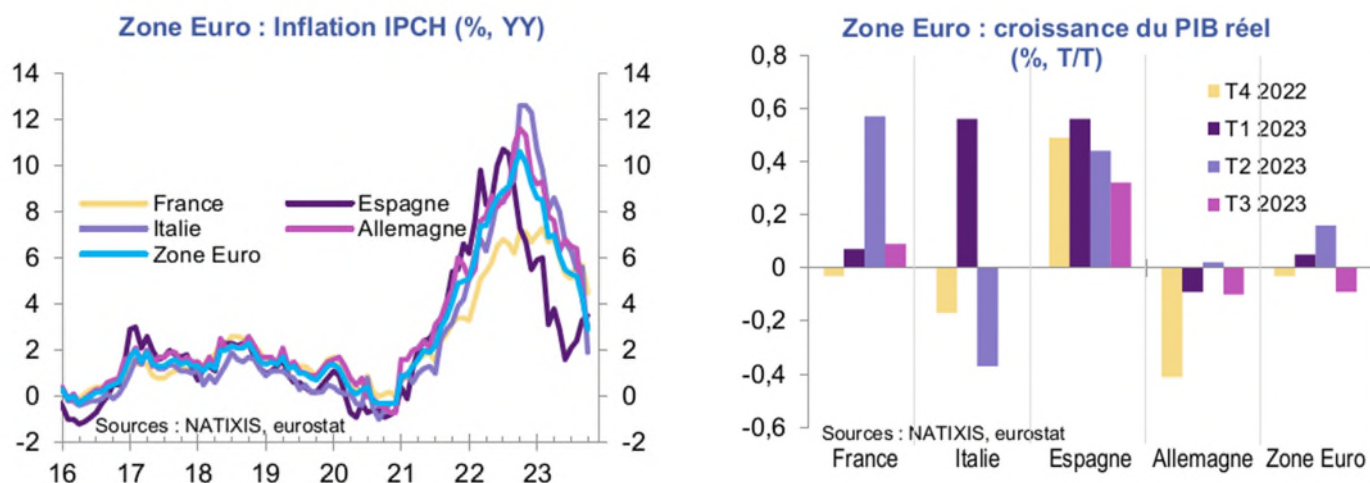 Zone Euro : Inflation IPCH (%, YY)
14
12
10
8
6
4
2
0
-2
14
12
10
8
6
4
2
0
-2
France
Espagne
Italie
Allemagne
Zone Euro
Sources : NATIXIS, eurostat
16 17 18 19 20 21 22 23
Zone Euro : croissance du PIB réel
(%, T/T)
0,8
0,6
0,4
0,2
0
-0,2
-0,4
-0,6
T4 2022
T1 2023
T2 2023
T3 2023
Sources : NATIXIS, eurostat
France Italie Espagne Allemagne Zone Euro